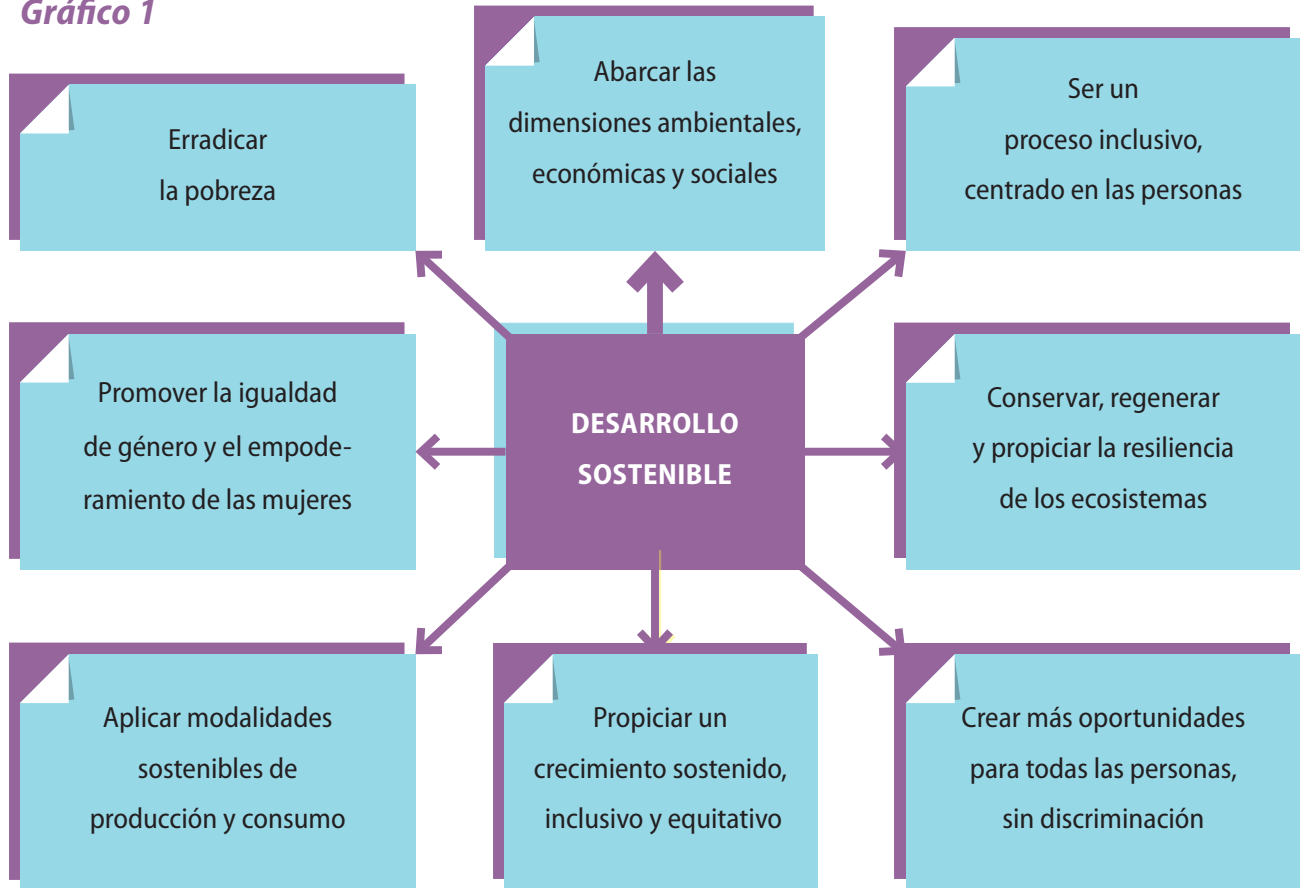 Gráfico 1
Erradicar
la pobreza
Abarcar las
dimensiones ambientales,
económicas y sociales
Ser un
proceso inclusivo,
centrado en las personas
Promover la igualdad
de género y el empode-
ramiento de las mujeres
DESARROLLO
SOSTENIBLE
Conservar, regenerar
y propiciar la resiliencia
de los ecosistemas
Aplicar modalidades
sostenibles de
producción y consumo
Propiciar un
crecimiento sostenido,
inclusivo y equitativo
Crear más oportunidades
para todas las personas,
sin discriminación